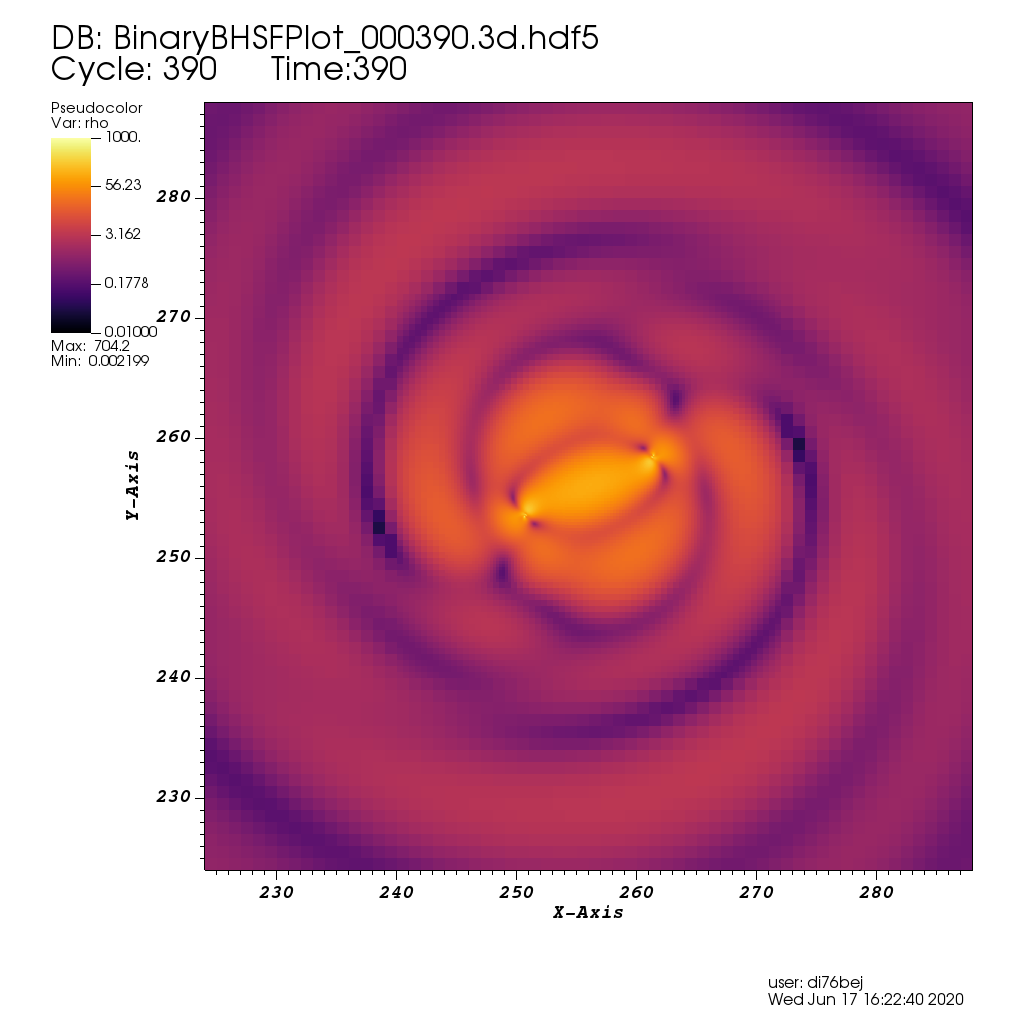 DB: BinaryBHSFPlot_000390.3d.hdf5
Cycle: 390 Time:390
Pseudocolor
Var: rho
1000.
56.23
3.162
0.1778
0.01000
Max: 704.2
Min: 0.002199
280
270
260
250
240
230
Y-Axis
230 240 250 260 270 280
X-Axis
user: di76bej
Wed Jun 17 16:22:40 2020